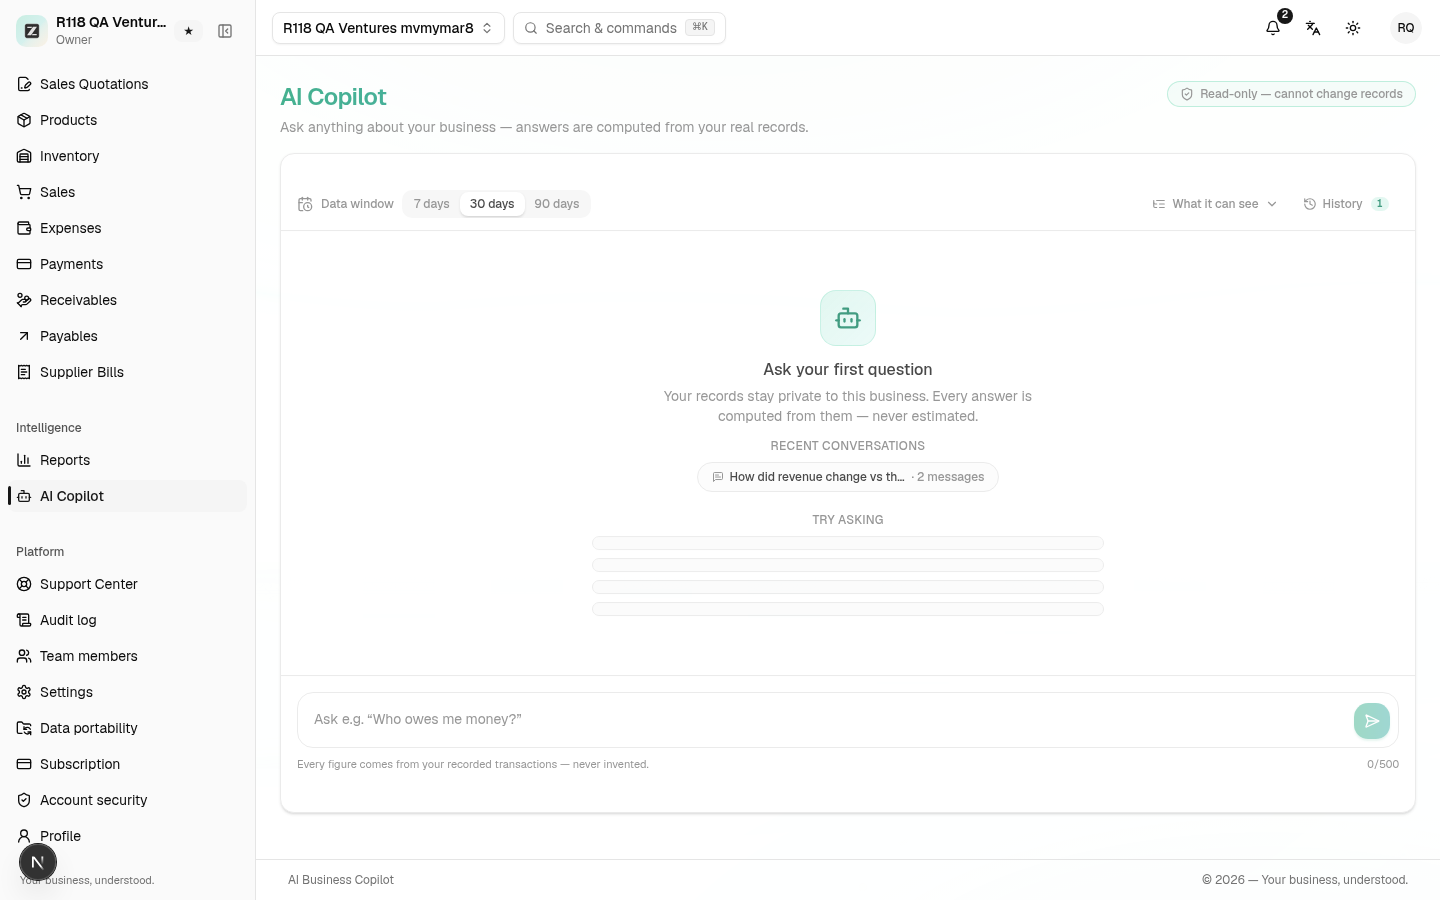 R118 QA Ventur...
Owner
★
R118 QA Ventures mvmymar8
Search & commands
⌘K
2
RQ
Sales Quotations
Products
Inventory
Sales
Expenses
Payments
Receivables
Payables
Supplier Bills
Intelligence
Reports
AI Copilot
Platform
Support Center
Audit log
Team members
Settings
Data portability
Subscription
Account security
Profile
N
Your business, understood.
AI Copilot
Read-only — cannot change records
Ask anything about your business — answers are computed from your real records.
Data window
7 days
30 days
90 days
What it can see
History
1
Ask your first question
Your records stay private to this business. Every answer is
computed from them — never estimated.
RECENT CONVERSATIONS
How did revenue change vs th... · 2 messages
TRY ASKING
Ask e.g. “Who owes me money?”
Every figure comes from your recorded transactions — never invented.
0/500
AI Business Copilot
© 2026 — Your business, understood.